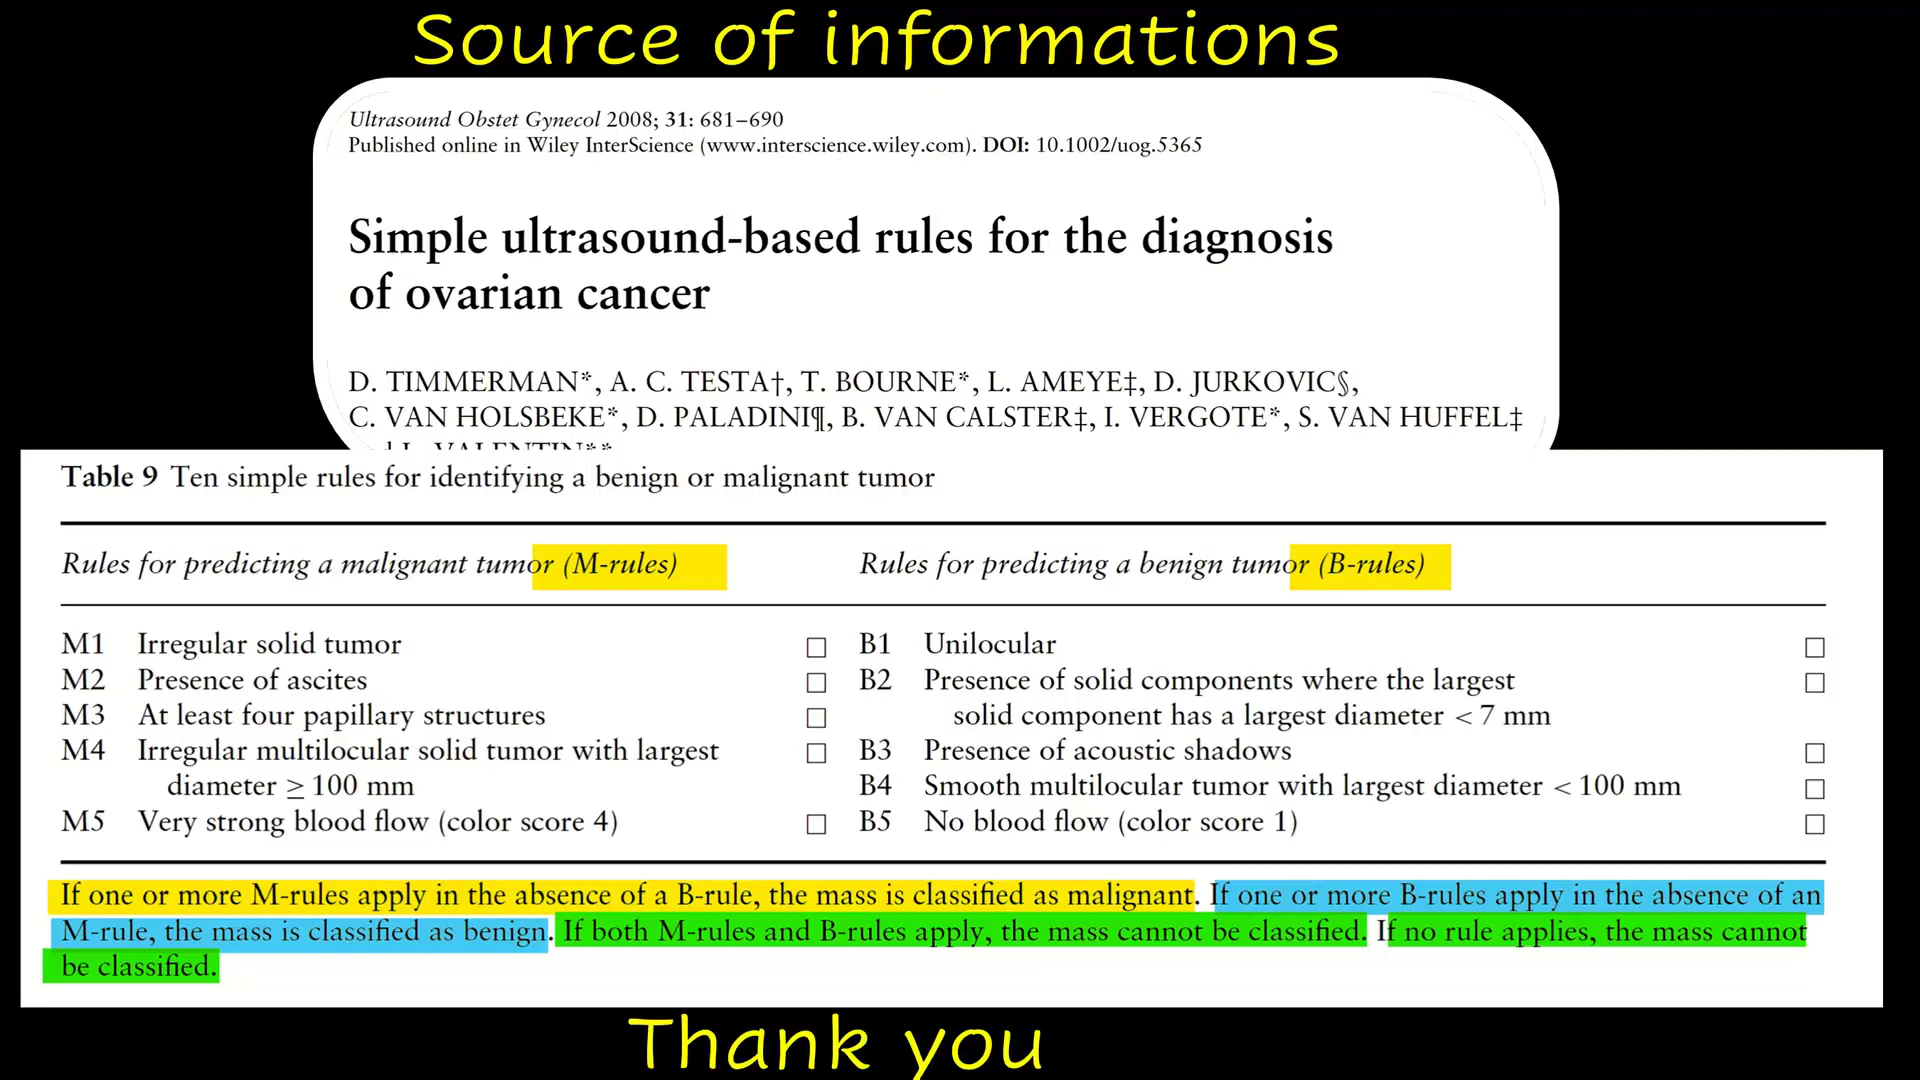 Source of informations
Ultrasound Obstet Gynecol 2008; 31: 681–690
Published online in Wiley InterScience (www.interscience.wiley.com). DOI: 10.1002/uog.5365
Simple ultrasound-based rules for the diagnosis
of ovarian cancer
D. TIMMERMAN*, A. C. TESTA†, T. BOURNE*, L. AMEYE‡, D. JURKOVIC§,
C. VAN HOLSBEKE*, D. PALADINI¶, B. VAN CALSTER‡, I. VERGOTE*, S. VAN HUFFEL‡
L. VALENTIN**
Table 9 Ten simple rules for identifying a benign or malignant tumor
Rules for predicting a malignant tumor (M-rules)
Rules for predicting a benign tumor (B-rules)
M1 Irregular solid tumor □
M2 Presence of ascites □
M3 At least four papillary structures □
M4 Irregular multilocular solid tumor with largest □
diameter ≥ 100 mm
M5 Very strong blood flow (color score 4) □
B1 Unilocular □
B2 Presence of solid components where the largest □
solid component has a largest diameter < 7 mm
B3 Presence of acoustic shadows □
B4 Smooth multilocular tumor with largest diameter < 100 mm □
B5 No blood flow (color score 1) □
If one or more M-rules apply in the absence of a B-rule, the mass is classified as malignant. If one or more B-rules apply in the absence of an
M-rule, the mass is classified as benign. If both M-rules and B-rules apply, the mass cannot be classified. If no rule applies, the mass cannot
be classified.
Thank you